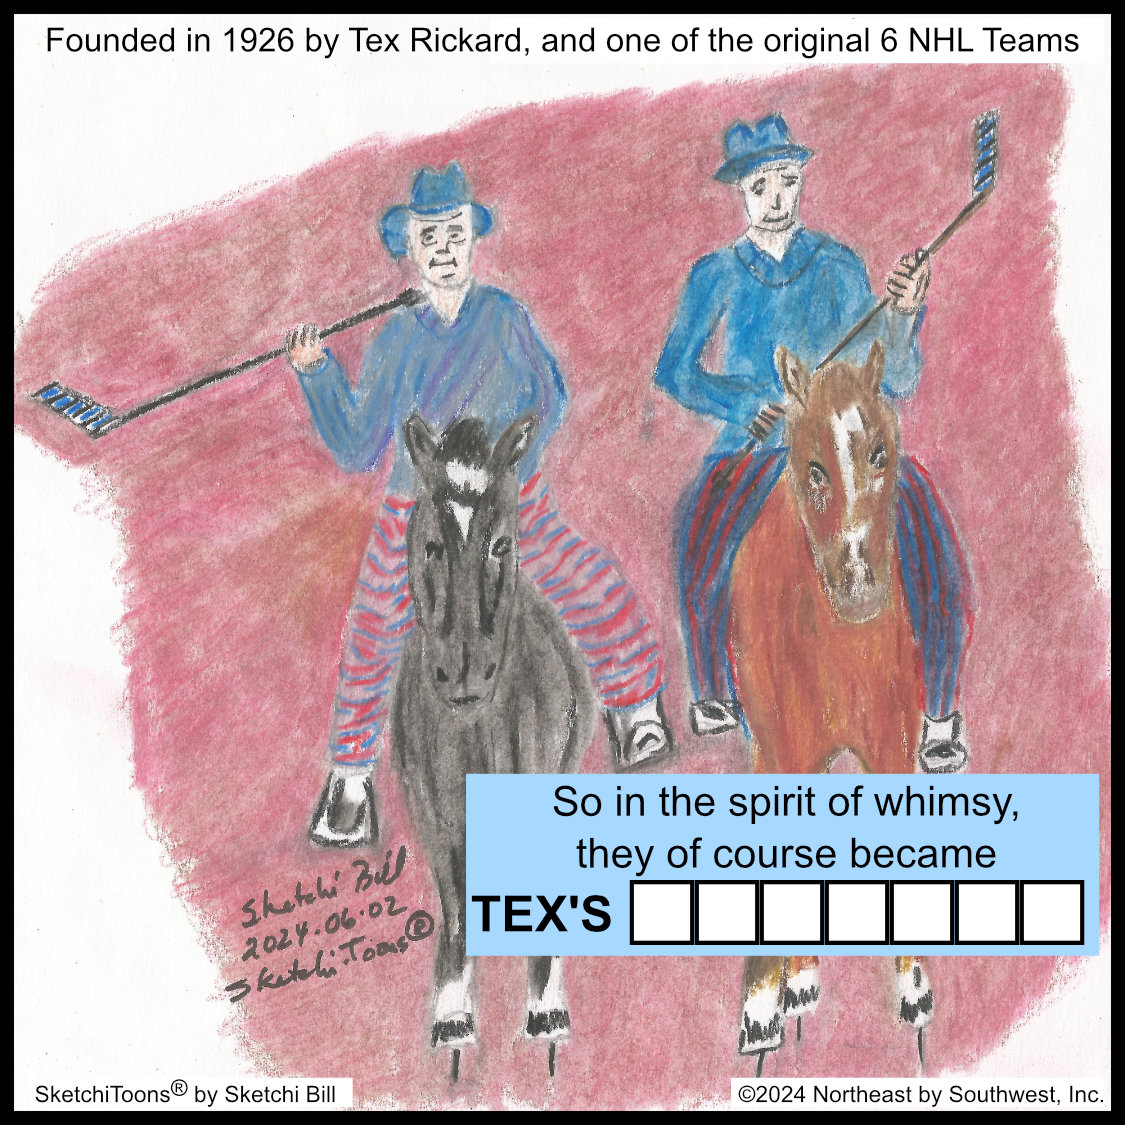 Founded in 1926 by Tex Rickard, and one of the original 6 NHL Teams
So in the spirit of whimsy,
they of course became
TEX'S
Sketchi Bill
2024.06.02
SketchiToons®
SketchiToons® by Sketchi Bill
©2024 Northeast by Southwest, Inc.